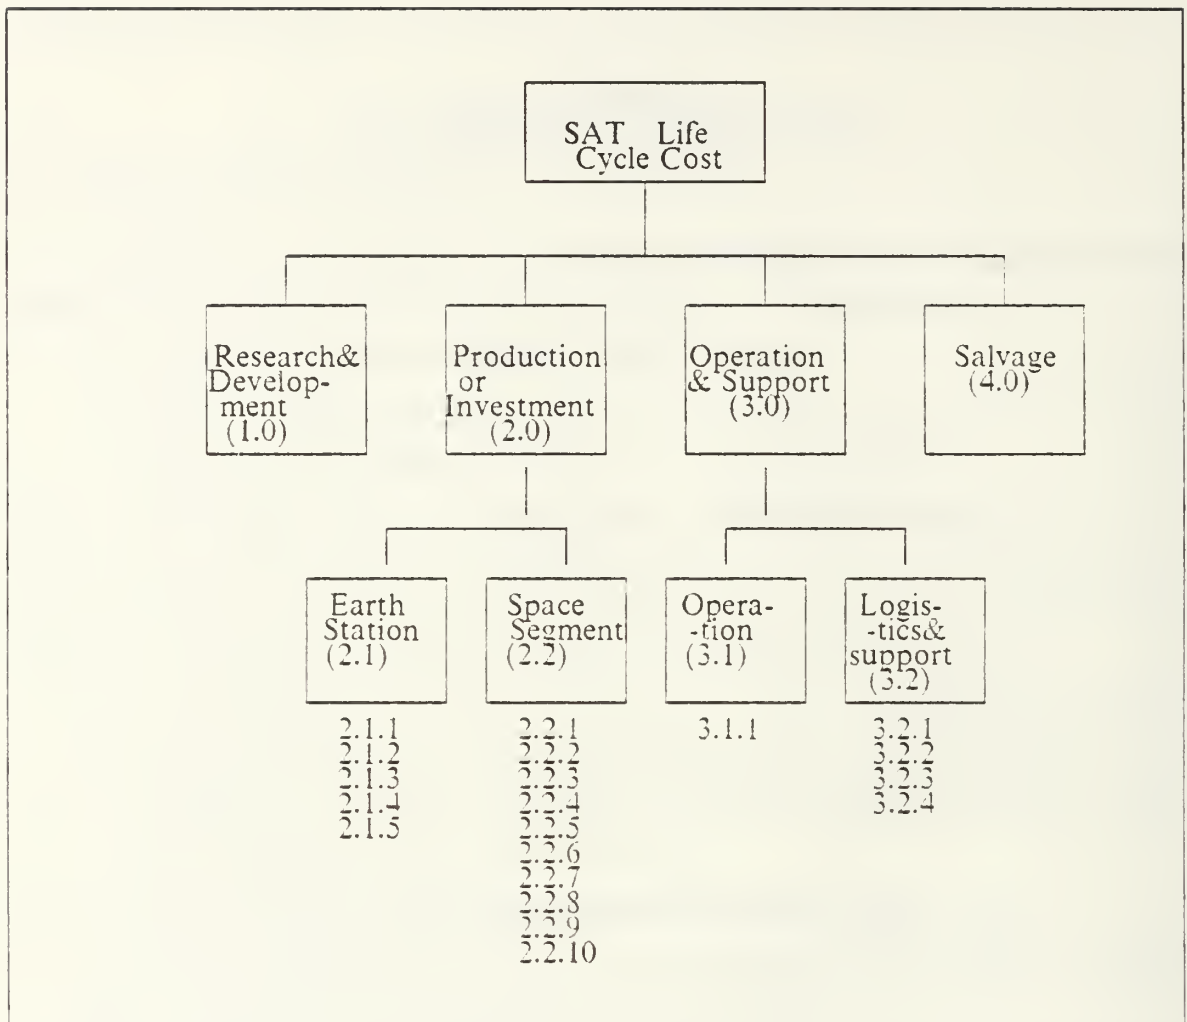 SAT Life
Cycle Cost
Research&
Develop-
ment
(1.0)
Production
or
Investment
(2.0)
Operation
& Support
(3.0)
Salvage
(4.0)
Earth
Station
(2.1)
Space
Segment
(2.2)
Opera-
-tion
(3.1)
Logis-
-tics&
support
(3.2)
2.1.1
2.1.2
2.1.3
2.1.4
2.1.5
2.2.1
2.2.2
2.2.3
2.2.4
2.2.5
2.2.6
2.2.7
2.2.8
2.2.9
2.2.10
3.1.1
3.2.1
3.2.2
3.2.3
3.2.4